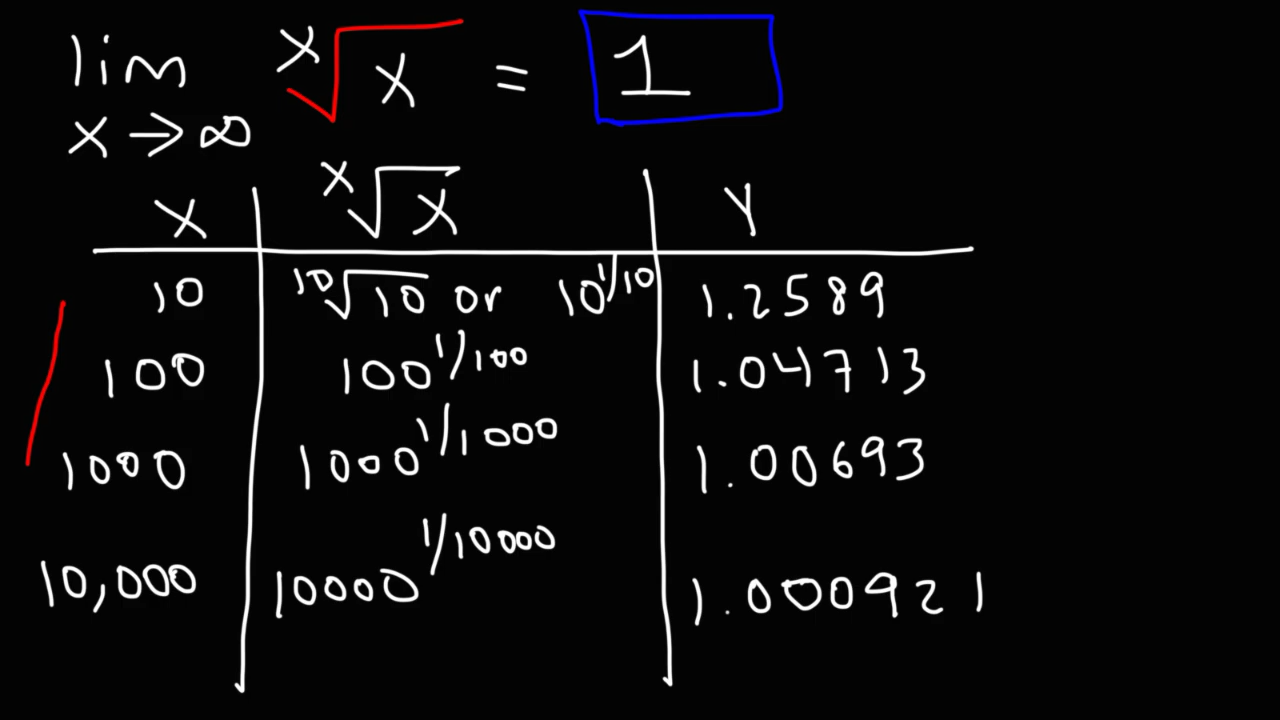 lim x→∞ ˣ√x = 1
X | ˣ√x | Y
10 | ¹⁰√10 or 10^1/10 | 1.2589
100 | 100^1/100 | 1.04713
1000 | 1000^1/1000 | 1.00693
10,000 | 10000^1/10000 | 1.000921